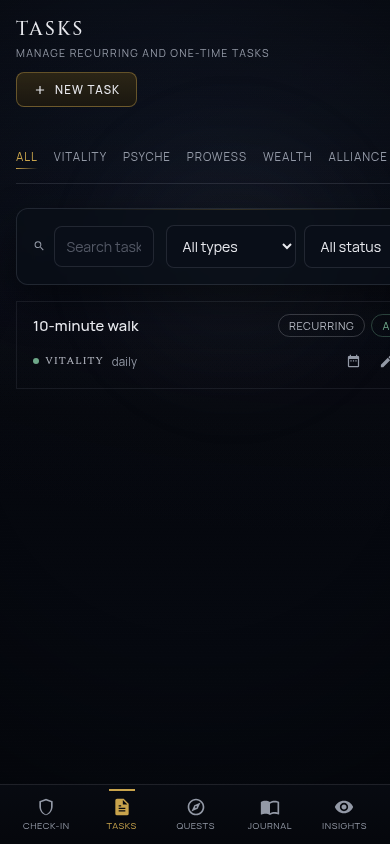 TASKS
MANAGE RECURRING AND ONE-TIME TASKS
+ NEW TASK
ALL VITALITY PSYCHE PROWESS WEALTH ALLIANCE
Search task All types All status
10-minute walk RECURRING A
VITALITY daily
CHECK-IN TASKS QUESTS JOURNAL INSIGHTS